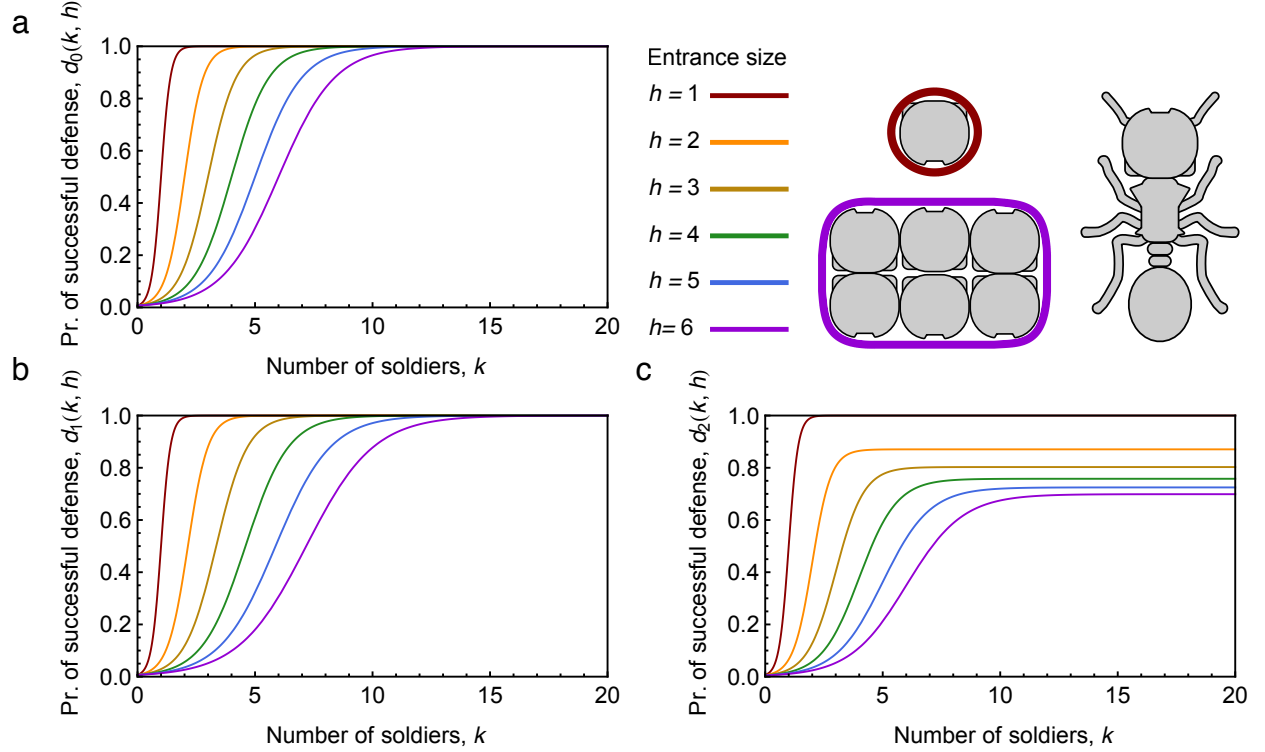 a
Pr. of successful defense, d₀(k, h)
1.0
0.8
0.6
0.4
0.2
0.0
0 5 10 15 20
Number of soldiers, k
Entrance size
h = 1
h = 2
h = 3
h = 4
h = 5
h= 6
b
Pr. of successful defense, d₁(k, h)
1.0
0.8
0.6
0.4
0.2
0.0
0 5 10 15 20
Number of soldiers, k
c
Pr. of successful defense, d₂(k, h)
1.0
0.8
0.6
0.4
0.2
0.0
0 5 10 15 20
Number of soldiers, k